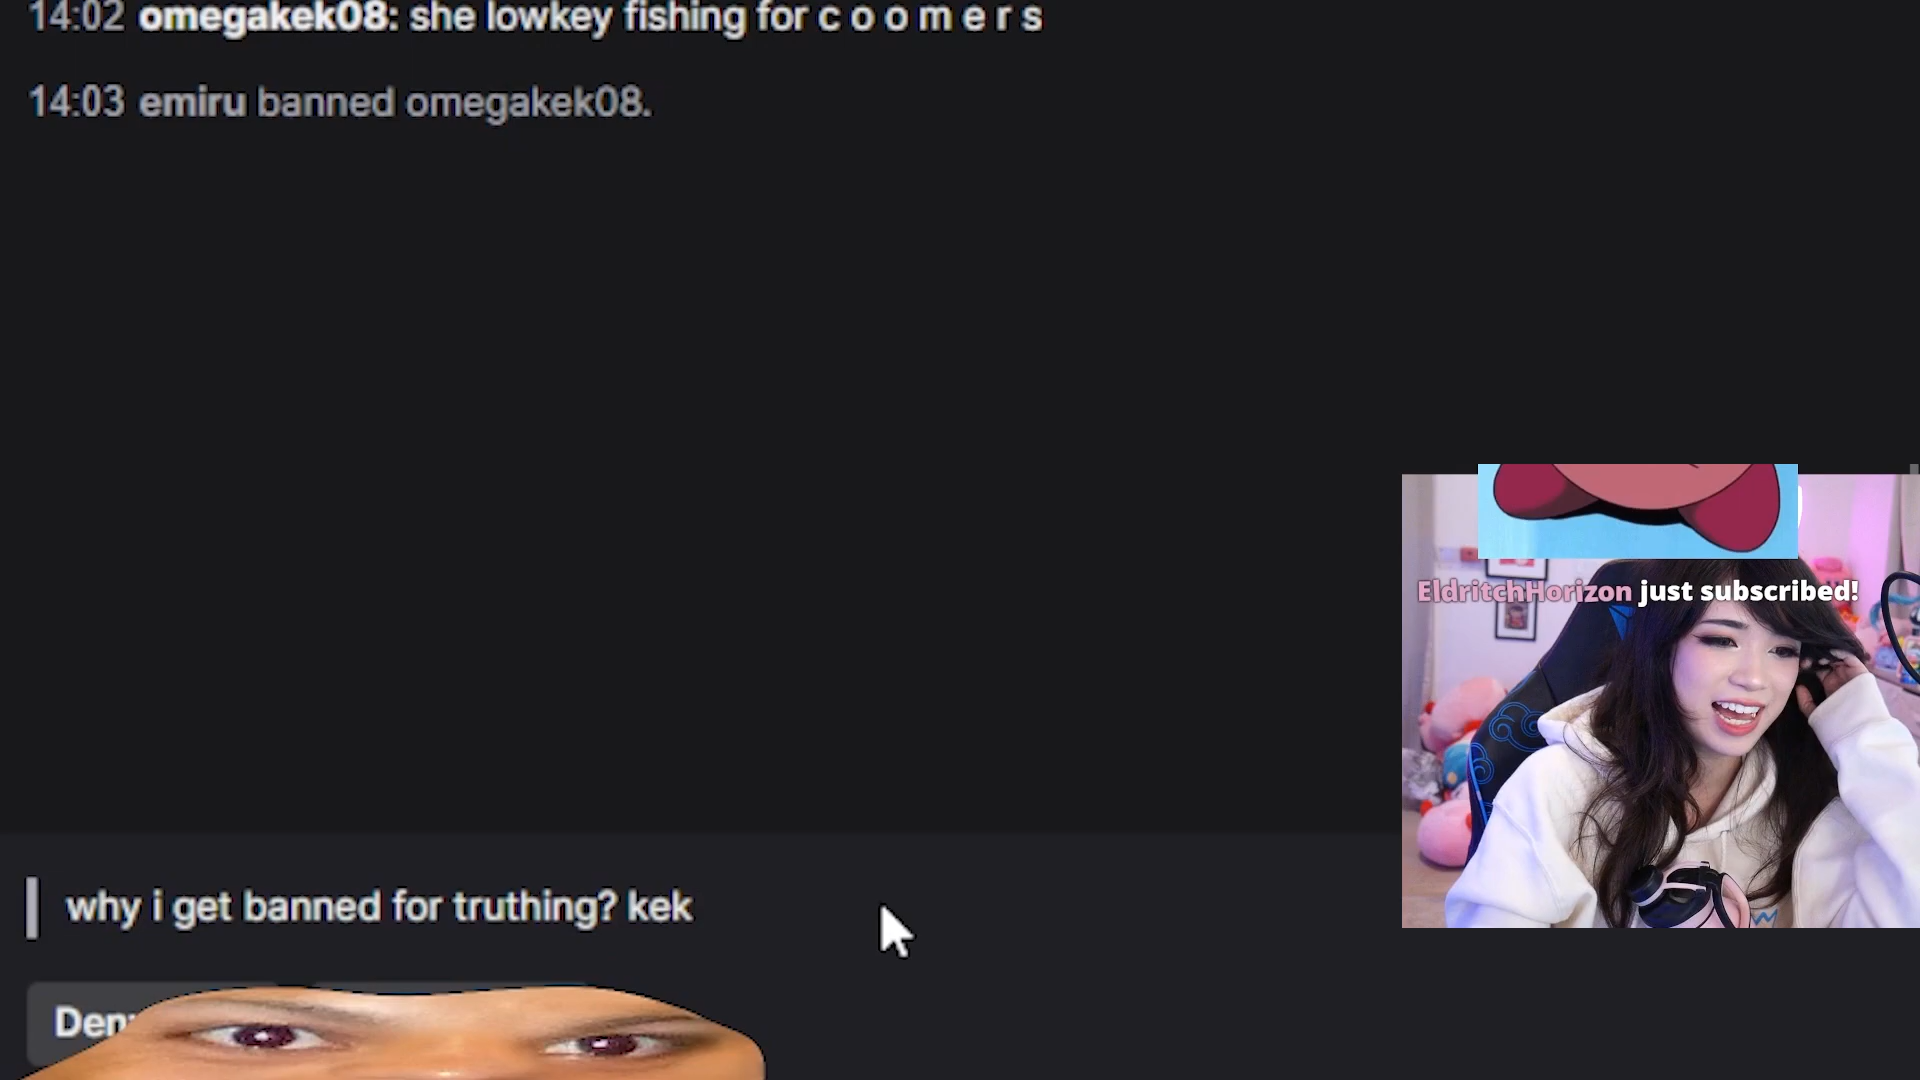 14:02 omegakek08: she lowkey fishing for c o o m e r s
14:03 emiru banned omegakek08.
EldritchHorizon just subscribed!
why i get banned for truthing? kek